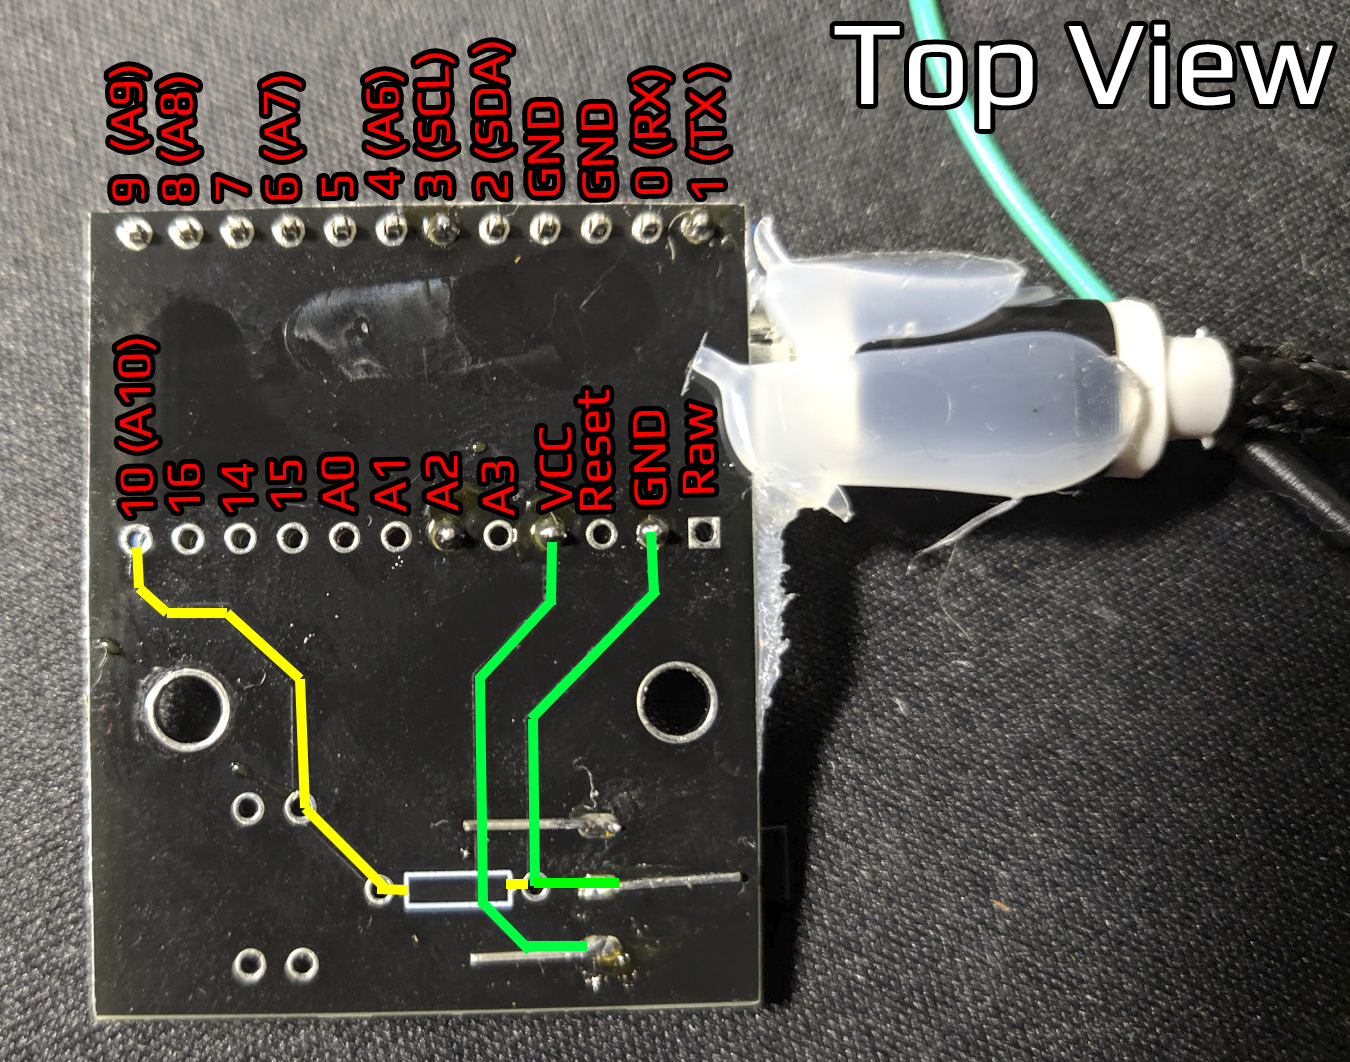 Top View
9 (A9)
8 (A8)
7
6 (A7)
5
4 (A6)
3 (SCL)
2 (SDA)
GND
GND
0 (RX)
1 (TX )
10 (A10)
16
14
15
A0
A1
A2
A3
VCC
Reset
GND
Raw